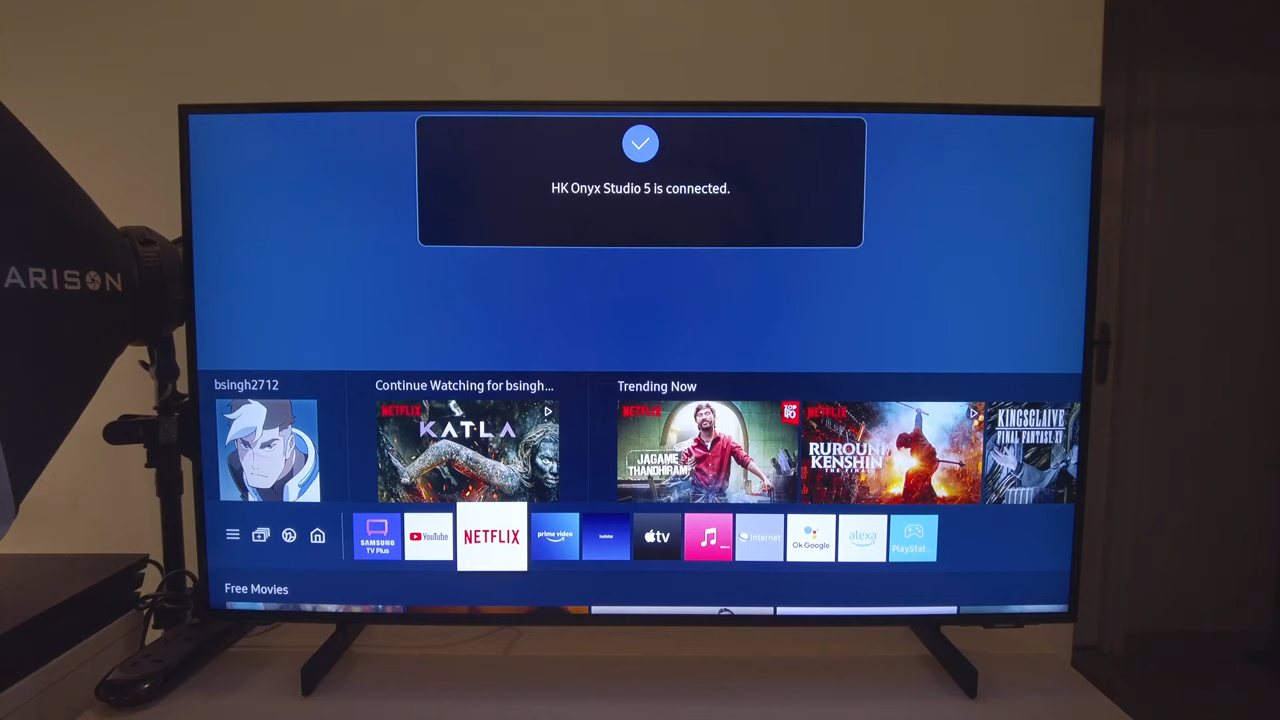 HK Onyx Studio 5 is connected.
ARISON
bsingh2712
Continue Watching for bsingh...
Trending Now
NETFLIX
KATLA
NETFLIX
TOP 10
JAGAME
THANDHIRAM
NETFLIX
RUROUNI
KENSHIN
THE FINAL
KINGSGLAIVE
FINAL FANTASY XV
SAMSUNG
TV Plus
YouTube
NETFLIX
prime video
hotstar
tv
Internet
Ok Google
alexa
PlayStat...
Free Movies